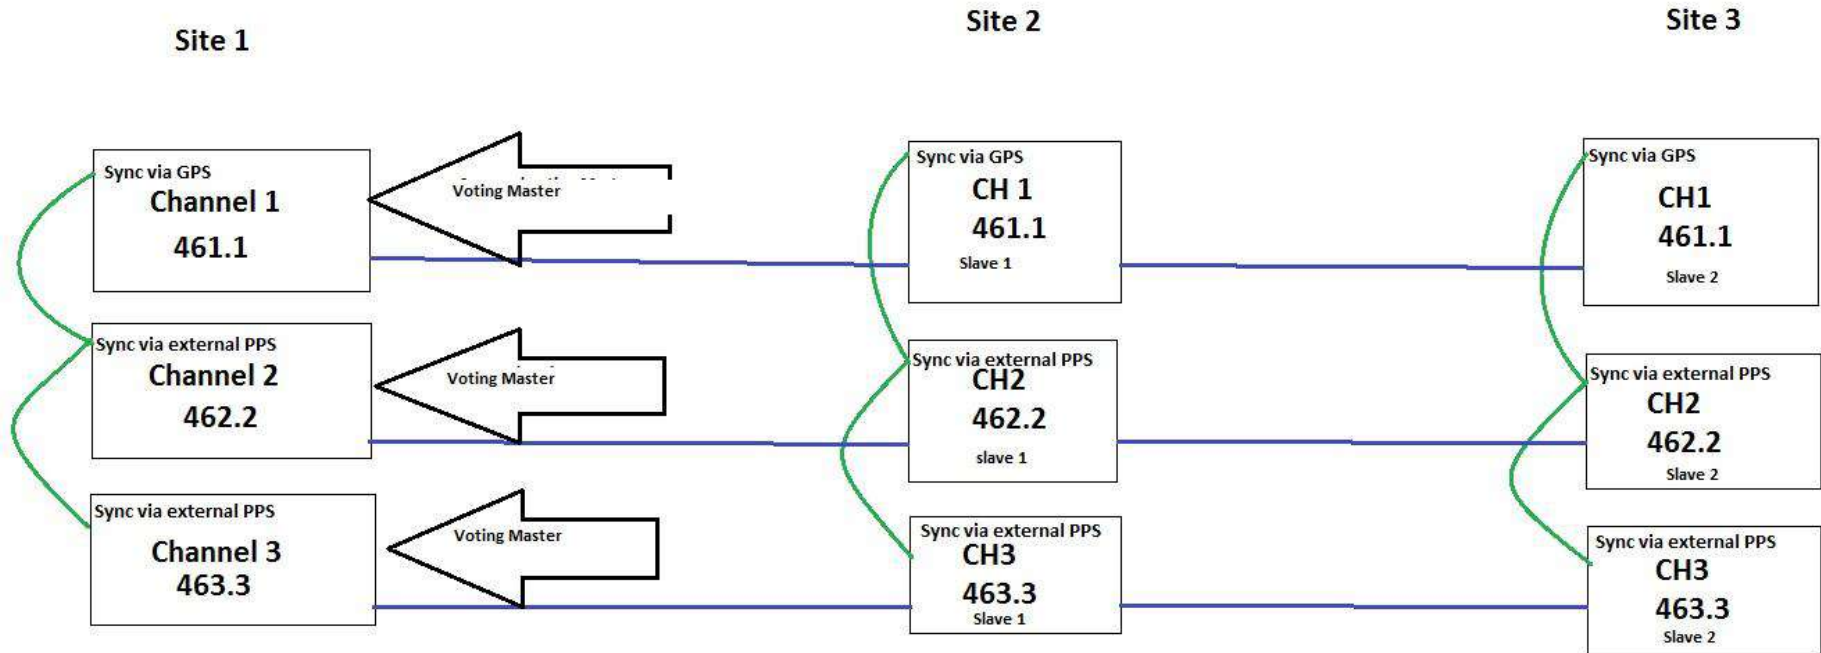 Site 1
Site 2
Site 3
Sync via GPS
Channel 1
461.1
Voting Master
Sync via GPS
CH 1
461.1
Slave 1
Sync via GPS
CH1
461.1
Slave 2
Sync via external PPS
Channel 2
462.2
Voting Master
Sync via external PPS
CH2
462.2
slave 1
Sync via external PPS
CH2
462.2
Slave 2
Sync via external PPS
Channel 3
463.3
Voting Master
Sync via external PPS
CH3
463.3
Slave 1
Sync via external PPS
CH3
463.3
Slave 2